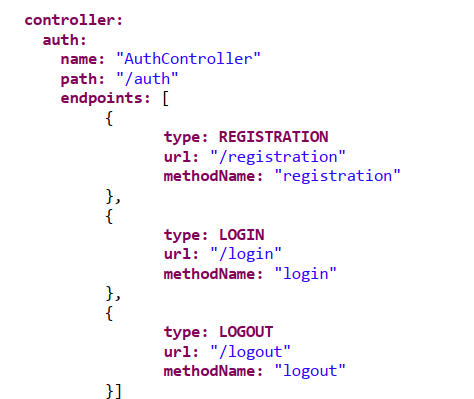 controller:
  auth:
    name: "AuthController"
    path: "/auth"
    endpoints: [
         {
               type: REGISTRATION
               url: "/registration"
               methodName: "registration"
         },
         {
               type: LOGIN
               url: "/login"
               methodName: "login"
         },
         {
               type: LOGOUT
               url: "/logout"
               methodName: "logout"
         }]